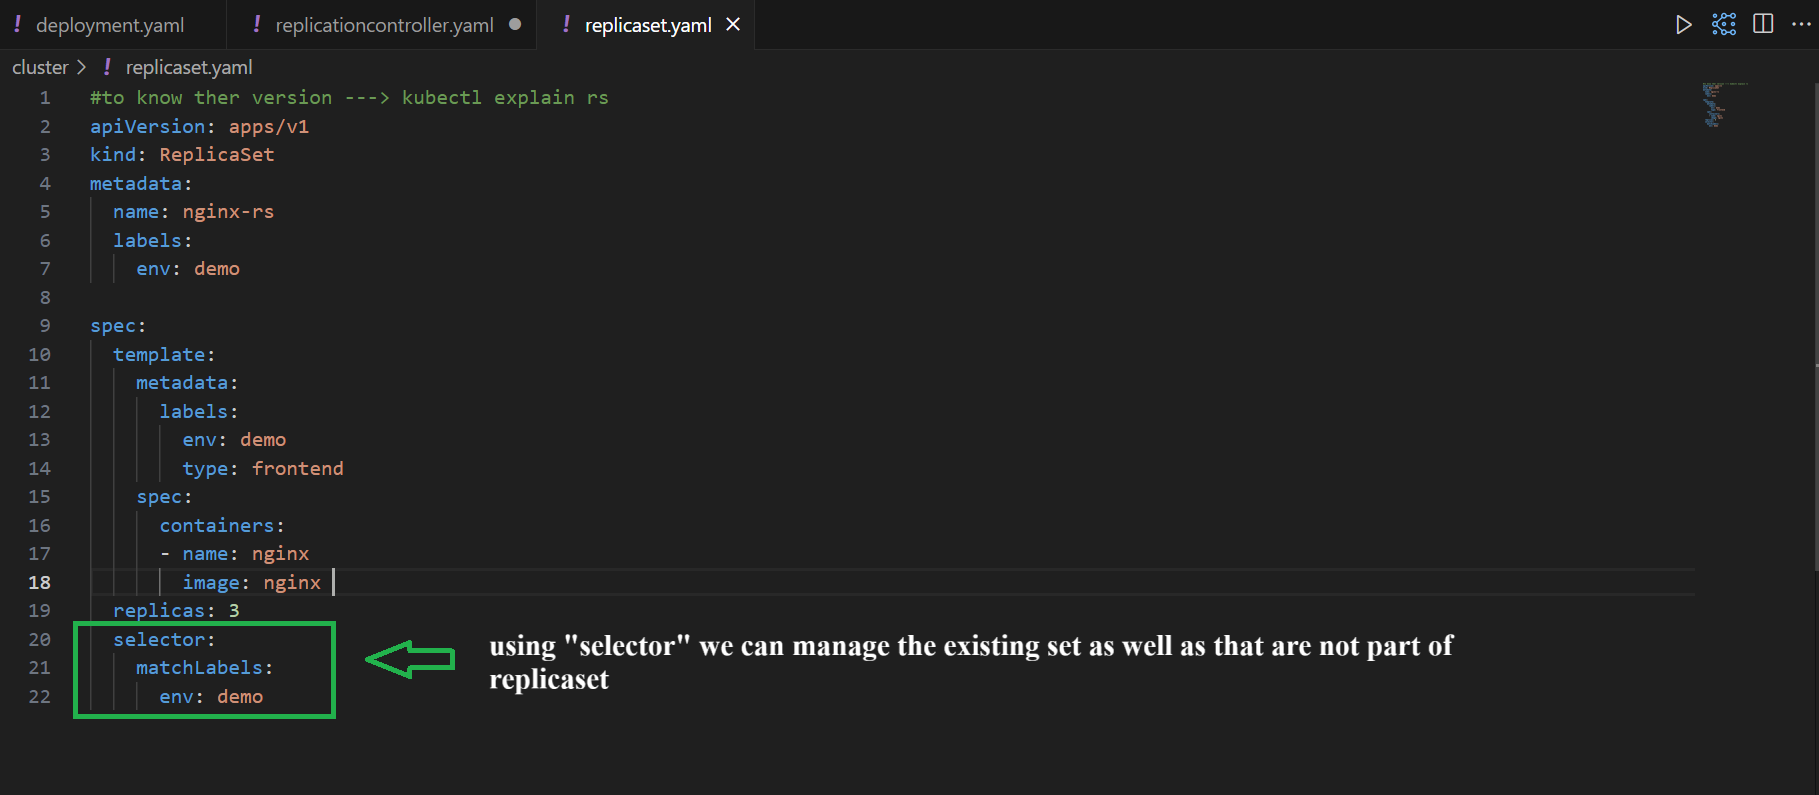 ! deployment.yaml ! replicationcontroller.yaml ● ! replicaset.yaml ×
cluster > ! replicaset.yaml
1 #to know ther version ---> kubectl explain rs
2 apiVersion: apps/v1
3 kind: ReplicaSet
4 metadata:
5   name: nginx-rs
6   labels:
7     env: demo
8
9 spec:
10   template:
11     metadata:
12       labels:
13         env: demo
14         type: frontend
15     spec:
16       containers:
17       - name: nginx
18         image: nginx
19   replicas: 3
20   selector:
21     matchLabels:
22       env: demo
using "selector" we can manage the existing set as well as that are not part of
replicaset